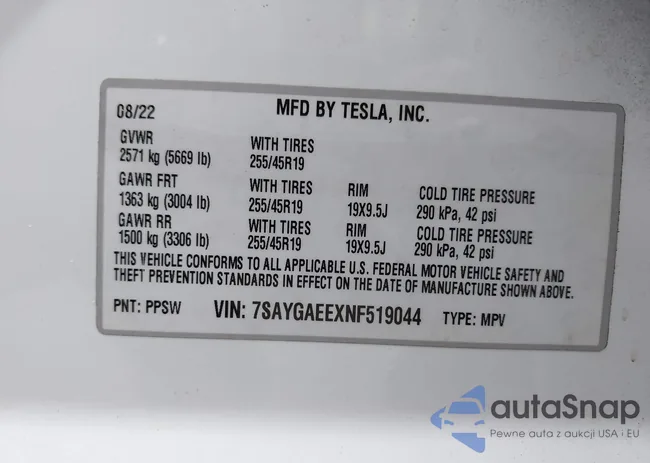 08/22 MFD BY TESLA, INC.
GVWR WITH TIRES
2571 kg (5669 lb) 255/45R19
GAWR FRT WITH TIRES RIM COLD TIRE PRESSURE
1363 kg (3004 lb) 255/45R19 19X9.5J 290 kPa, 42 psi
GAWR RR WITH TIRES RIM COLD TIRE PRESSURE
1500 kg (3306 lb) 255/45R19 19X9.5J 290 kPa, 42 psi
THIS VEHICLE CONFORMS TO ALL APPLICABLE U.S. FEDERAL MOTOR VEHICLE SAFETY AND
THEFT PREVENTION STANDARDS IN EFFECT ON THE DATE OF MANUFACTURE SHOWN ABOVE.
PNT: PPSW VIN: 7SAYGAEEXNF519044 TYPE: MPV
autaSnap
Pewne auta z aukcji USA · EU